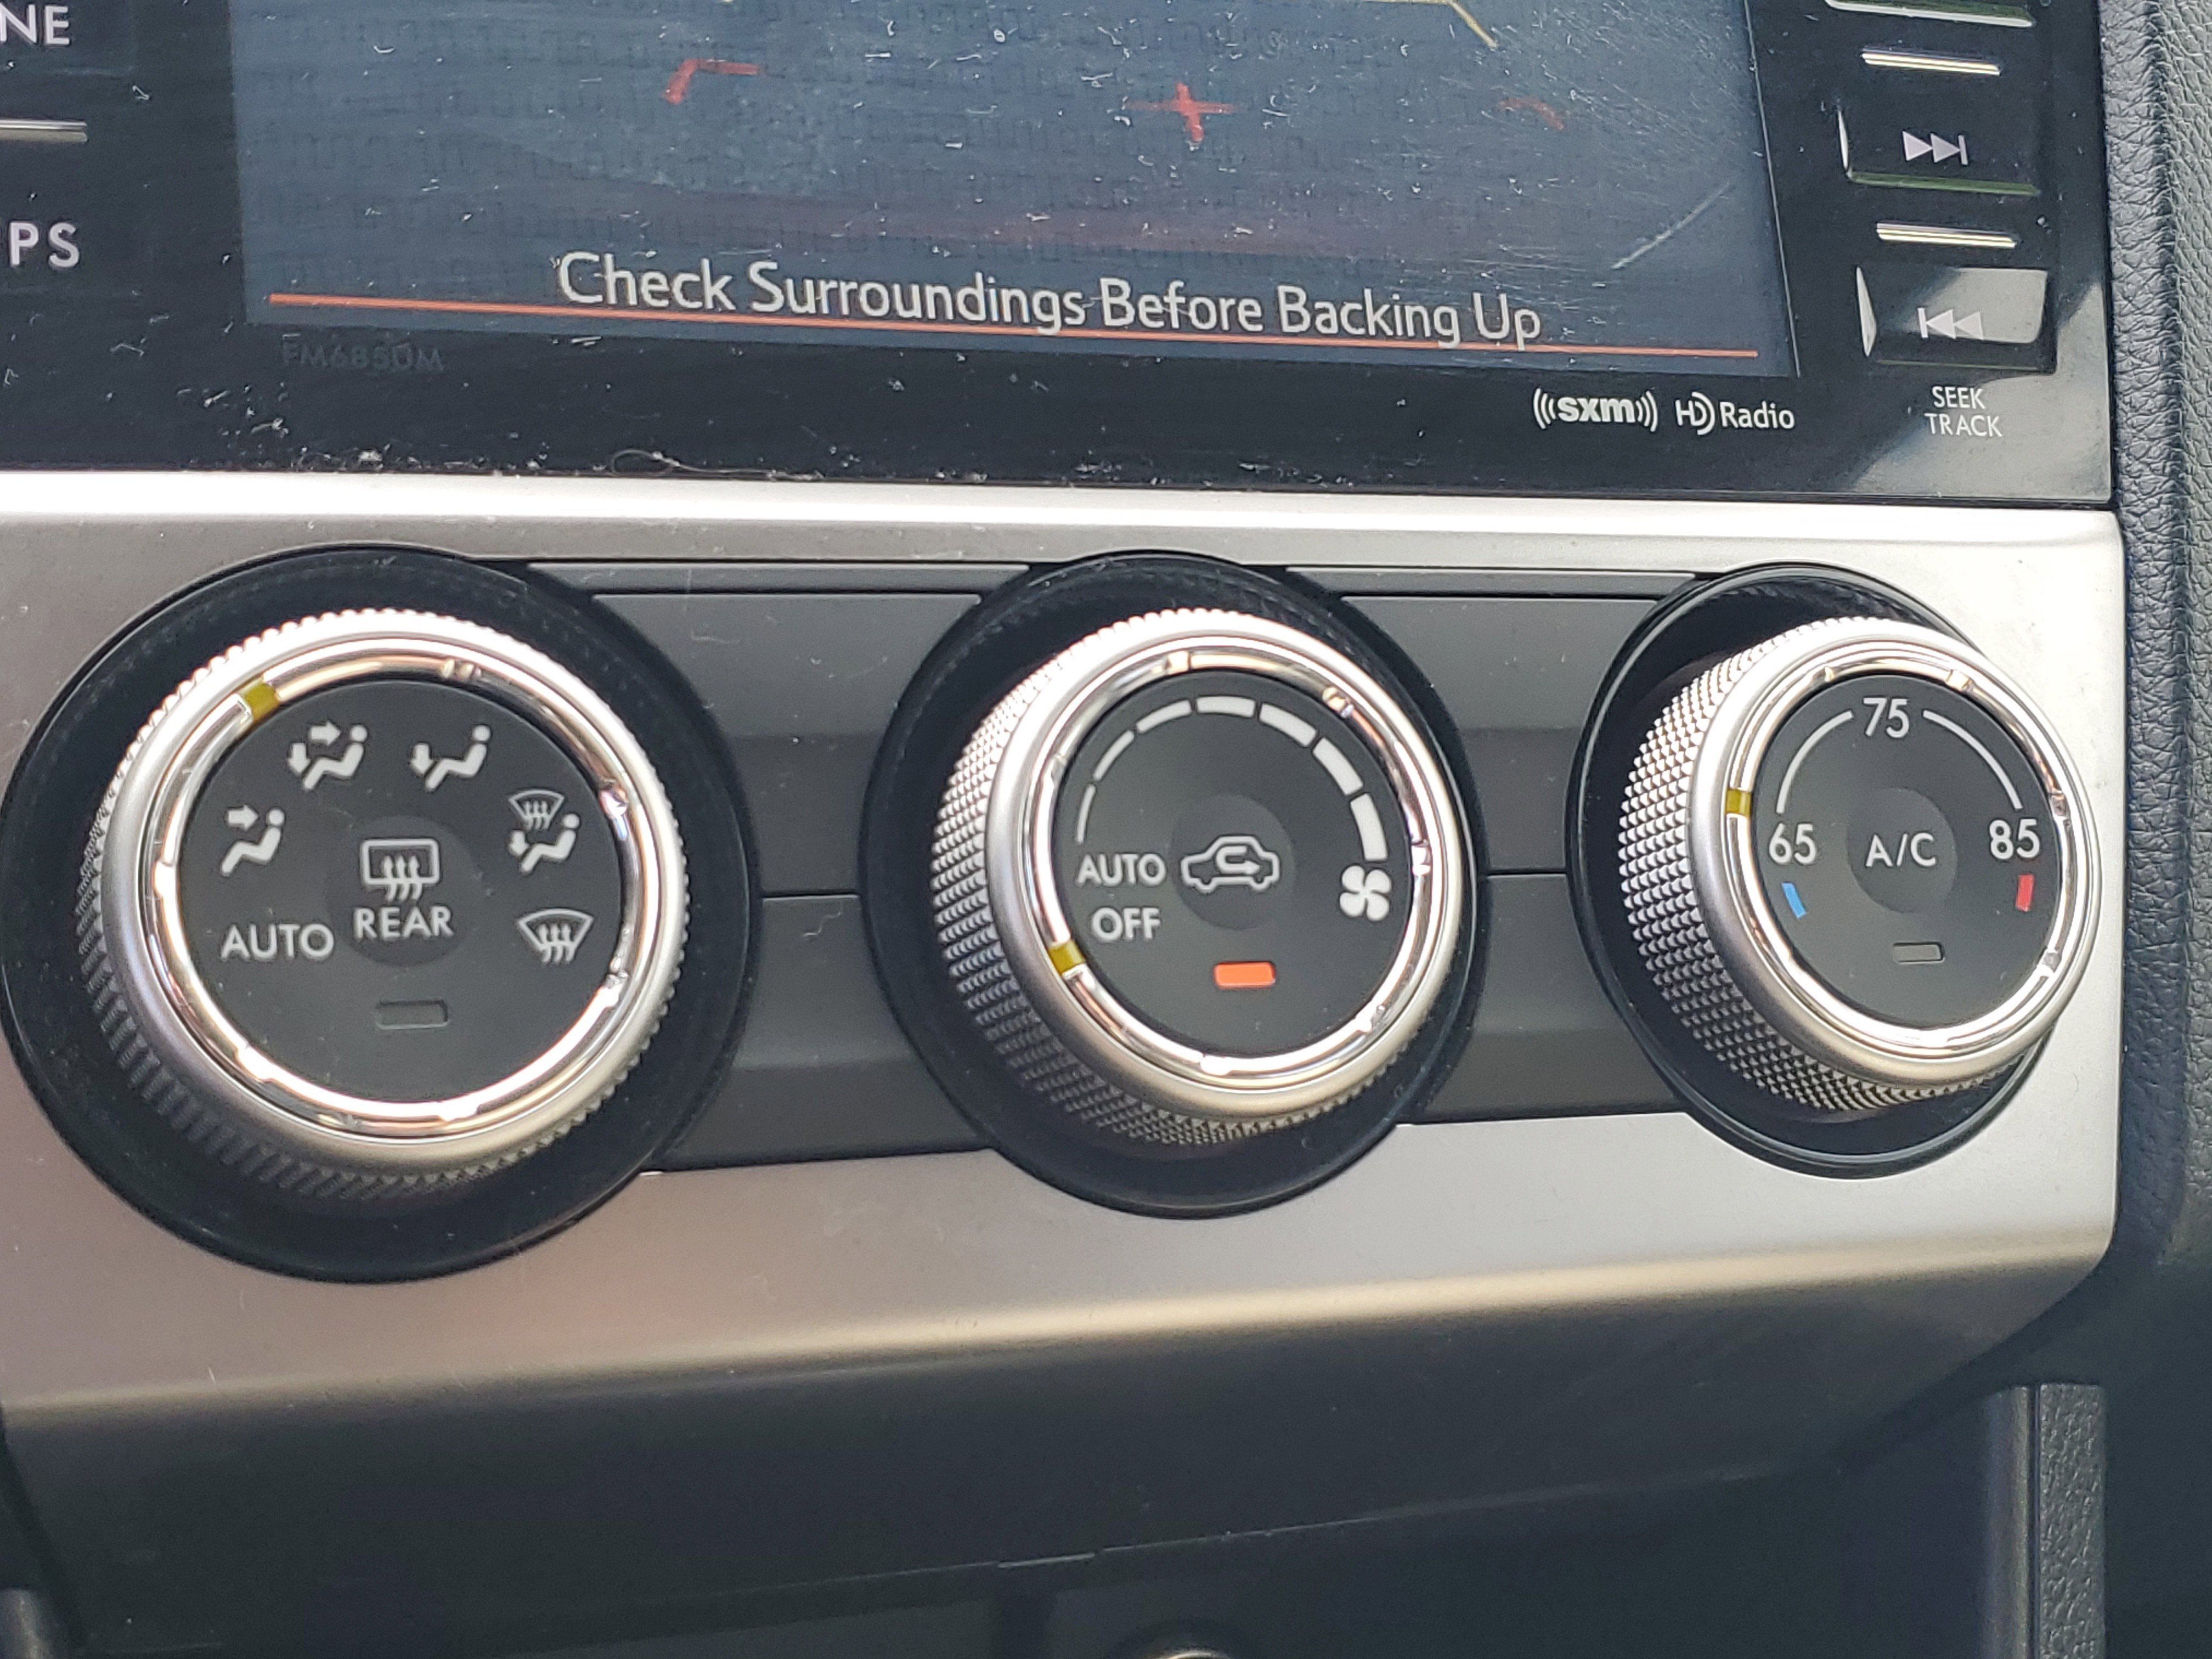 NE
PS
Check Surroundings Before Backing Up
FM685UM
((sxm)) HD Radio
SEEK
TRACK
AUTO
REAR
AUTO
OFF
75
65
A/C
85